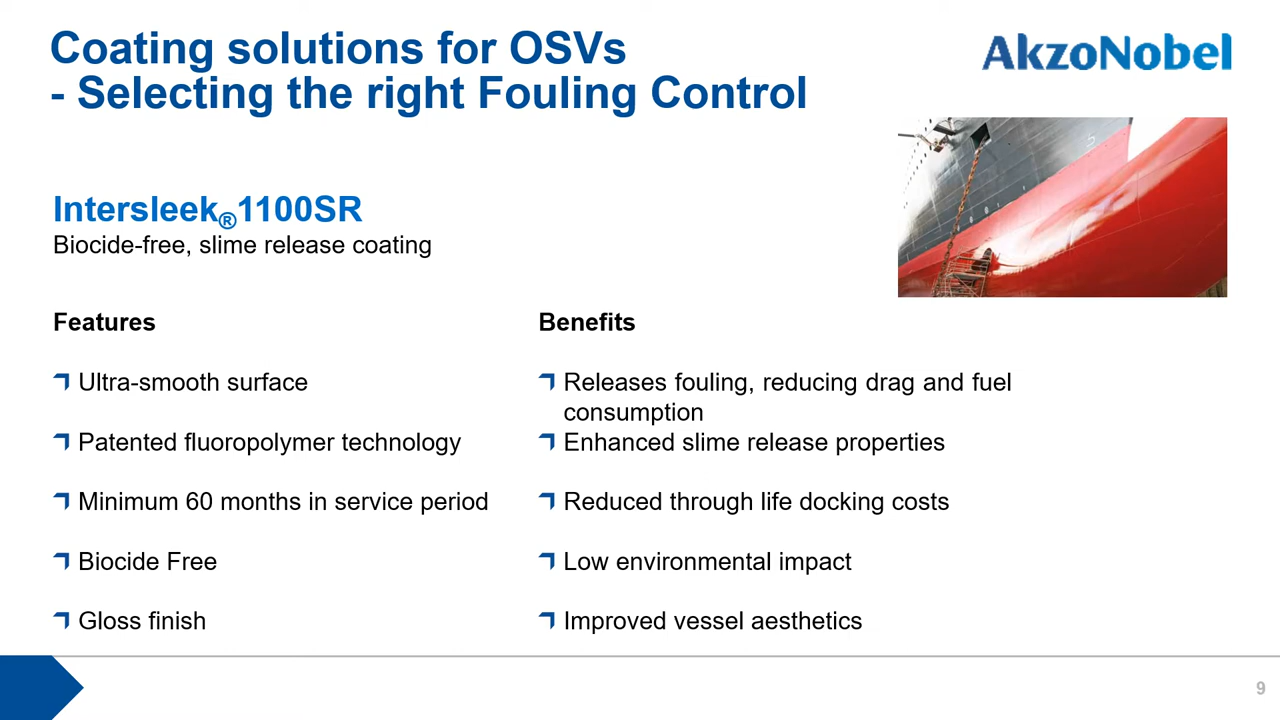 Coating solutions for OSVs
- Selecting the right Fouling Control
AkzoNobel
Intersleek®1100SR
Biocide-free, slime release coating
Features
Ultra-smooth surface
Patented fluoropolymer technology
Minimum 60 months in service period
Biocide Free
Gloss finish
Benefits
Releases fouling, reducing drag and fuel
consumption
Enhanced slime release properties
Reduced through life docking costs
Low environmental impact
Improved vessel aesthetics
9